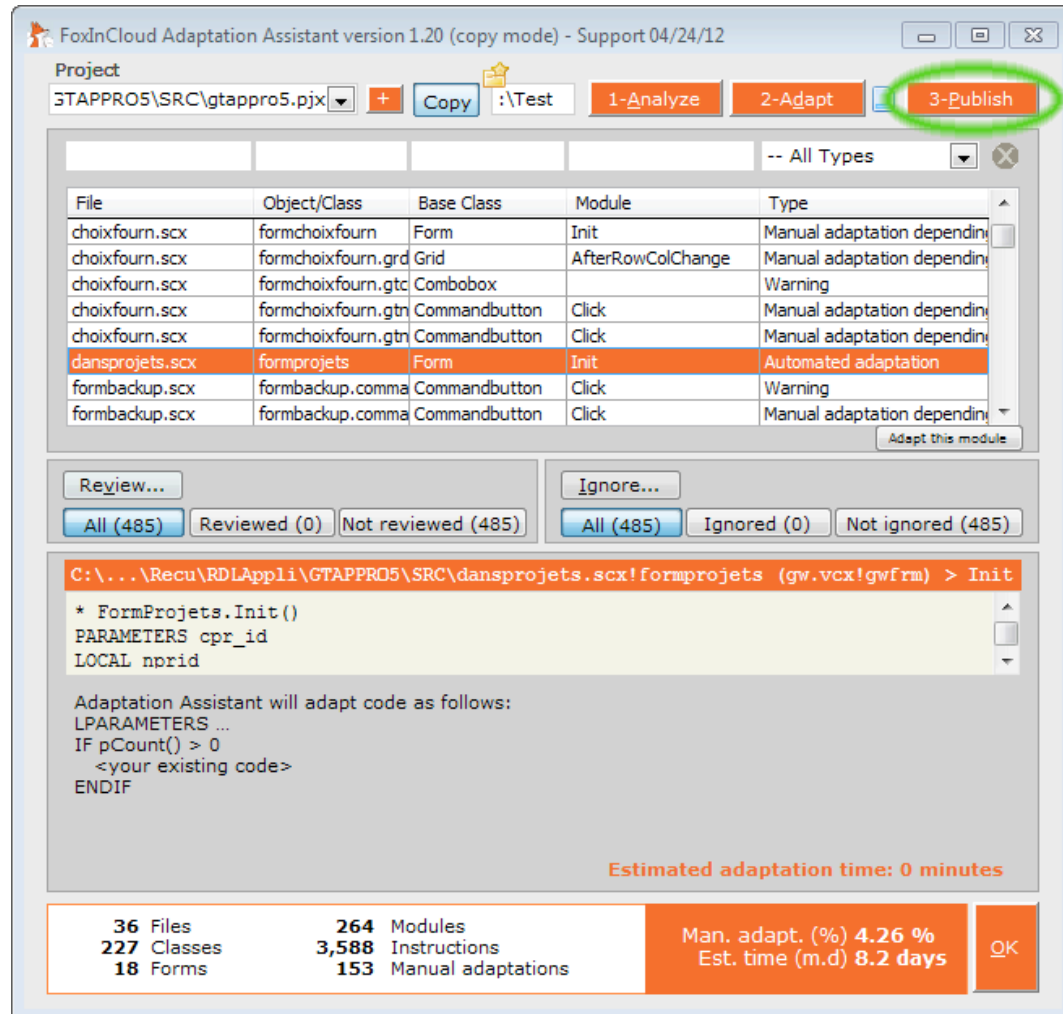 FoxInCloud Adaptation Assistant version 1.20 (copy mode) - Support 04/24/12
Project
GTAPPRO5\SRC\gtappro5.pjx + Copy :\Test 1-Analyze 2-Adapt 3-Publish
-- All Types
File Object/Class Base Class Module Type
choixfourn.scx formchoixfourn Form Init Manual adaptation depending
choixfourn.scx formchoixfourn.grd Grid AfterRowColChange Manual adaptation depending
choixfourn.scx formchoixfourn.gtc Combobox Warning
choixfourn.scx formchoixfourn.gtn Commandbutton Click Manual adaptation depending
choixfourn.scx formchoixfourn.gtn Commandbutton Click Manual adaptation depending
dansprojets.scx formprojets Form Init Automated adaptation
formbackup.scx formbackup.comma Commandbutton Click Warning
formbackup.scx formbackup.comma Commandbutton Click Manual adaptation depending
Adapt this module
Review... Ignore...
All (485) Reviewed (0) Not reviewed (485) All (485) Ignored (0) Not ignored (485)
C:\...\Recu\RDLAppli\GTAPPRO5\SRC\dansprojets.scx!formprojets (gw.vcx!gwfrm) > Init
* FormProjets.Init()
PARAMETERS cpr_id
LOCAL nprid
Adaptation Assistant will adapt code as follows:
LPARAMETERS ...
IF pCount() > 0
<your existing code>
ENDIF
Estimated adaptation time: 0 minutes
36 Files 264 Modules
227 Classes 3,588 Instructions
18 Forms 153 Manual adaptations
Man. adapt. (%) 4.26 %
Est. time (m.d) 8.2 days
OK